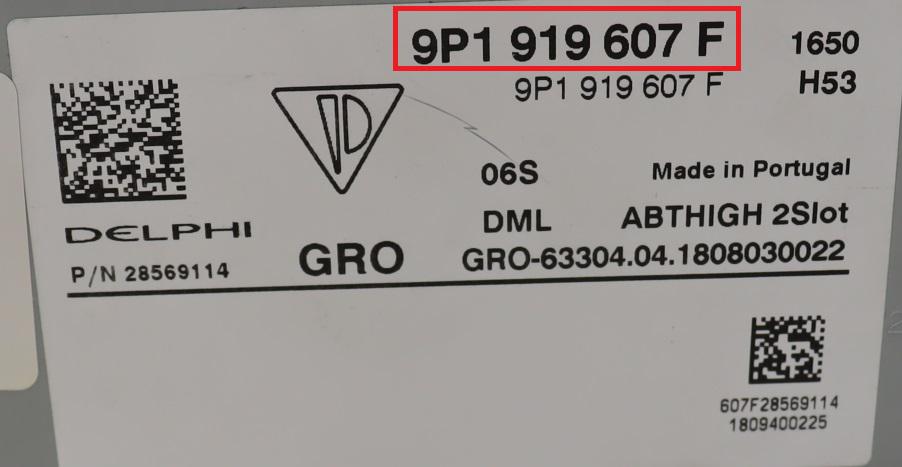 9P1 919 607 F
1650
9P1 919 607 F
H53
06S
Made in Portugal
DELPHI
DML
ABTHIGH 2Slot
P/N 28569114
GRO
GRO-63304.04.1808030022
607F28569114
1809400225